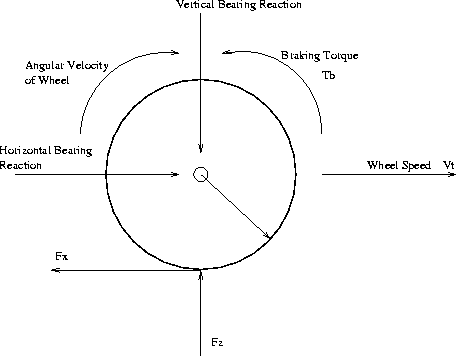 Vertical Bearing Reaction
Angular Velocity
of Wheel
Braking Torque
Tb
Horizontal Bearing
Reaction
Wheel Speed Vt
Fx
Fz